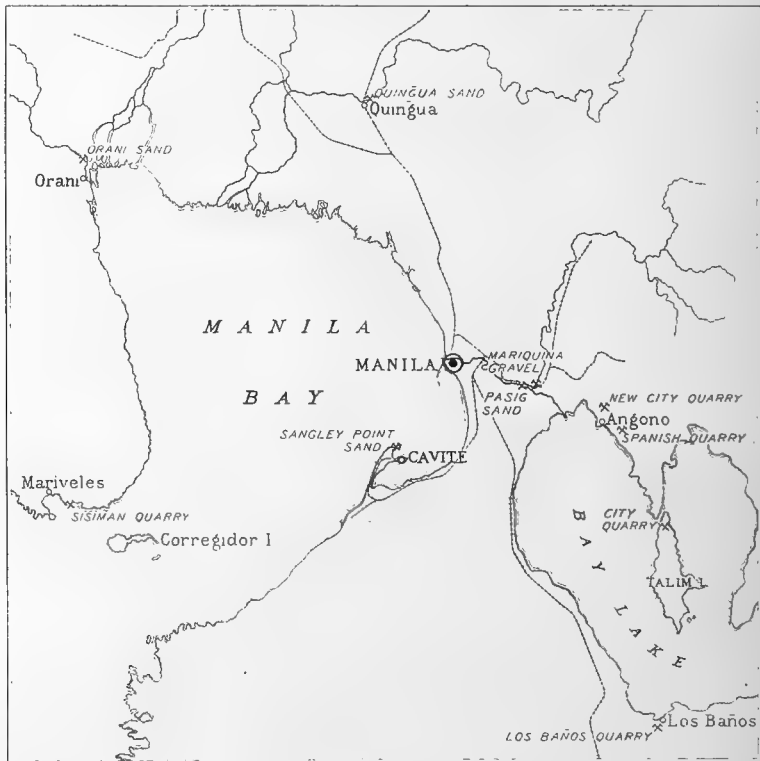 QUINGUA SAND
Quingua
ORANI SAND
Orani
MANILA
BAY
MANILA
MARIQUINA
GRAVEL
PASIG
SAND
NEW CITY QUARRY
Angono
SPANISH QUARRY
SANGLEY POINT
SAND
CAVITE
Mariveles
SISIMAN QUARRY
Corregidor I
CITY
QUARRY
BAY LAKE
TALIM I.
Los Baños
LOS BAÑOS QUARRY